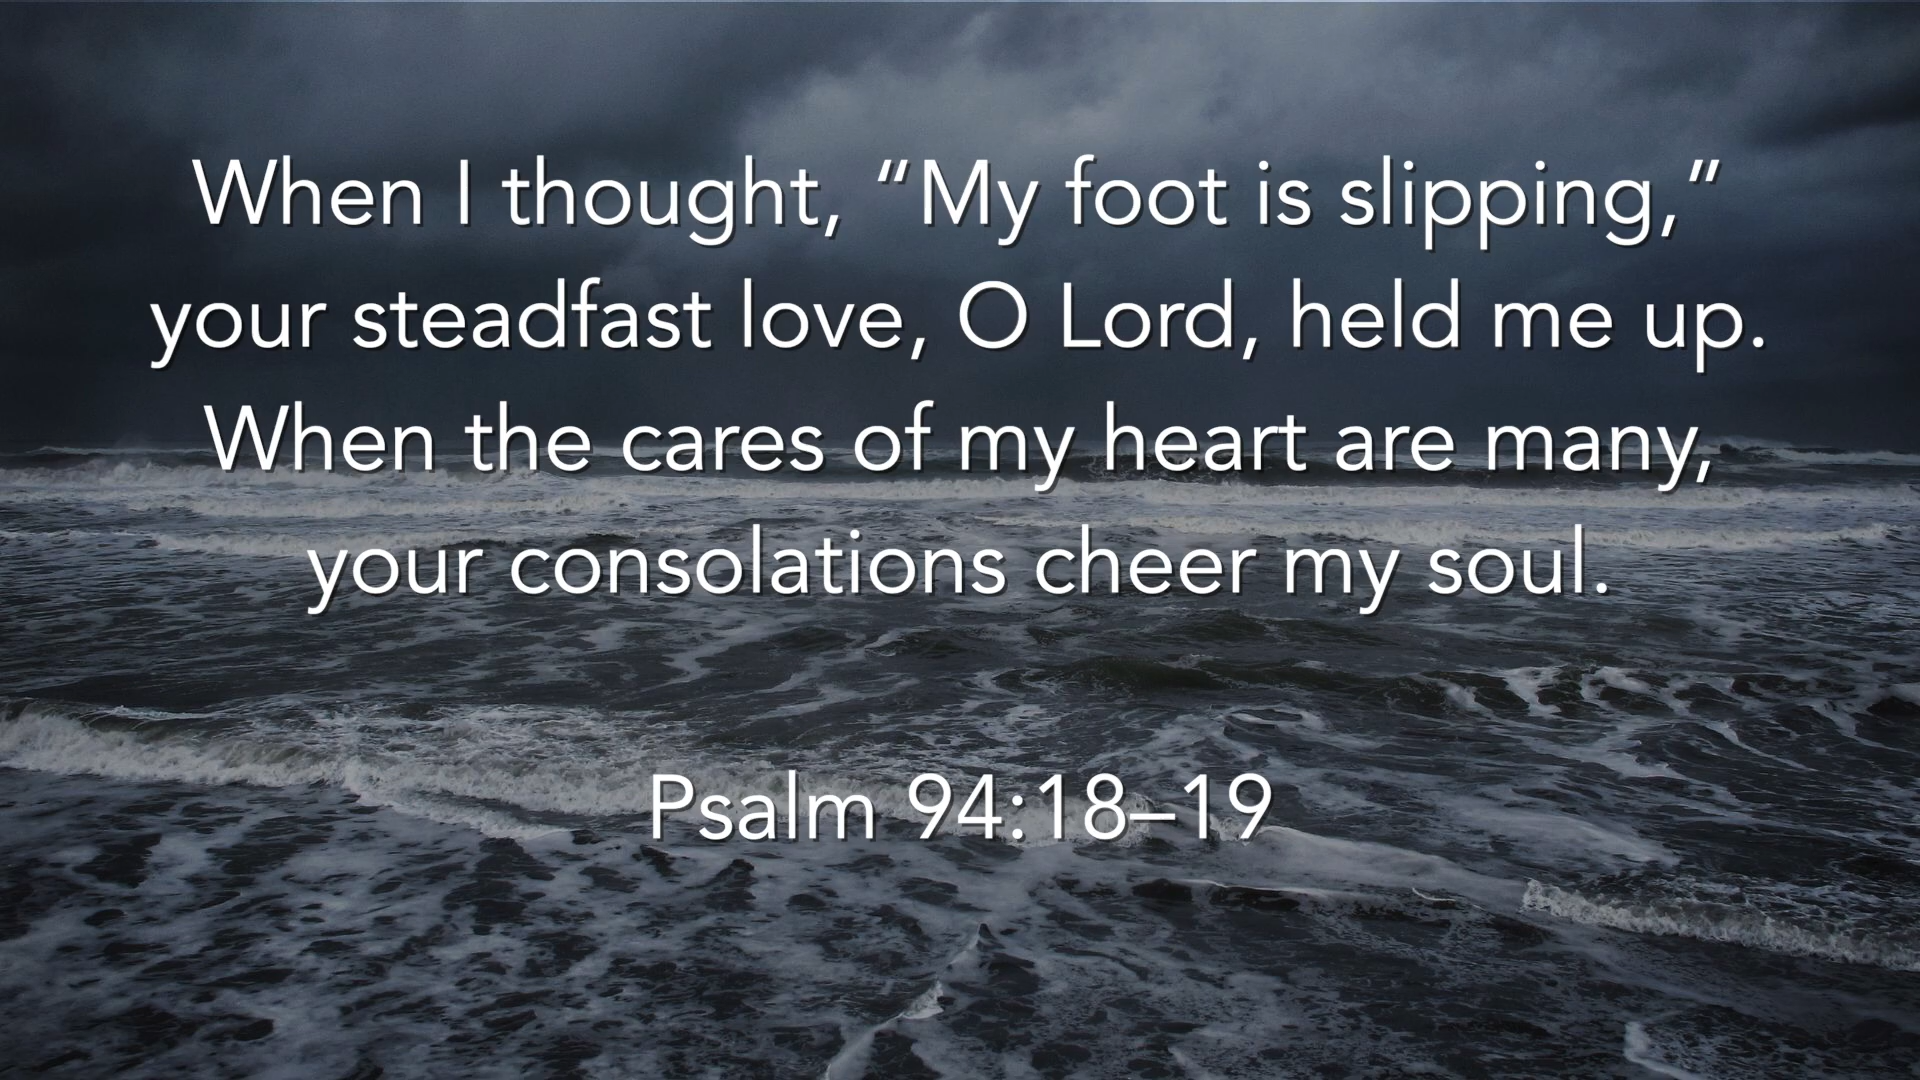 When I thought, “My foot is slipping,”
your steadfast love, O Lord, held me up.
When the cares of my heart are many,
your consolations cheer my soul.
Psalm 94:18–19